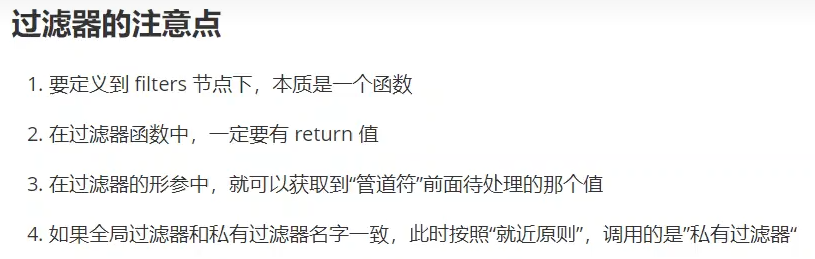 过滤器的注意点
1. 要定义到 filters 节点下，本质是一个函数
2. 在过滤器函数中，一定要有 return 值
3. 在过滤器的形参中，就可以获取到“管道符”前面待处理的那个值
4. 如果全局过滤器和私有过滤器名字一致，此时按照“就近原则”，调用的是”私有过滤器“